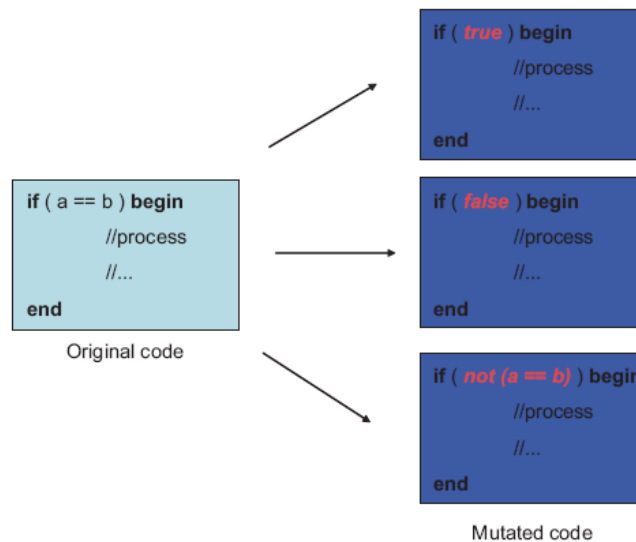 if ( true ) begin
//process
//...
end
if ( a == b ) begin
//process
//...
end
Original code
if ( false ) begin
//process
//...
end
if ( not (a == b) ) begin
//process
//...
end
Mutated code